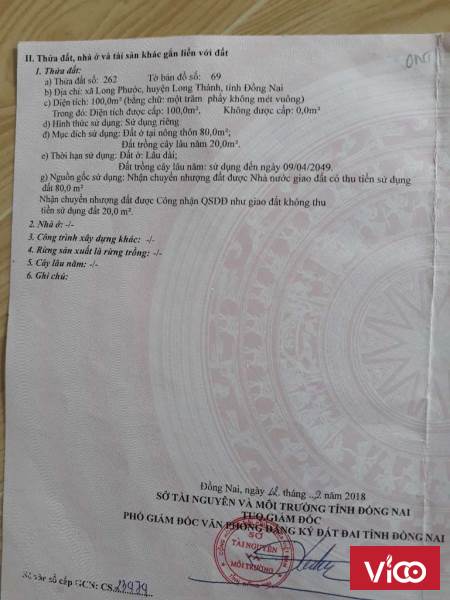 ONT
II. Thửa đất, nhà ở và tài sản khác gắn liền với đất
1. Thửa đất:
a) Thửa đất số: 262 Tờ bản đồ số: 69
b) Địa chỉ: xã Long Phước, huyện Long Thành, tỉnh Đồng Nai
c) Diện tích: 100,0m² (bằng chữ: một trăm phẩy không mét vuông)
Trong đó: Diện tích được cấp: 100,0m², Không được cấp: 0,0m²
d) Hình thức sử dụng: Sử dụng riêng
đ) Mục đích sử dụng: Đất ở tại nông thôn 80,0m²;
Đất trồng cây lâu năm 20,0m².
e) Thời hạn sử dụng: Đất ở: Lâu dài;
Đất trồng cây lâu năm: sử dụng đến ngày 09/04/2049.
g) Nguồn gốc sử dụng: Nhận chuyển nhượng đất được Nhà nước giao đất có thu tiền sử dụng
đất 80,0 m²
Nhận chuyển nhượng đất được Công nhận QSDĐ như giao đất không thu
tiền sử dụng đất 20,0 m².
2. Nhà ở: -/-
3. Công trình xây dựng khác: -/-
4. Rừng sản xuất là rừng trồng: -/-
5. Cây lâu năm: -/-
6. Ghi chú:
Đồng Nai, ngày tháng 2 năm 2018
SỞ TÀI NGUYÊN VÀ MÔI TRƯỜNG TỈNH ĐỒNG NAI
TUQ.GIÁM ĐỐC
PHÓ GIÁM ĐỐC VĂN PHÒNG ĐĂNG KÝ ĐẤT ĐAI TỈNH ĐỒNG NAI
SỞ
TÀI NGUYÊN
VÀ
MÔI TRƯỜNG
Số vào sổ cấp GCN: CS
Vico